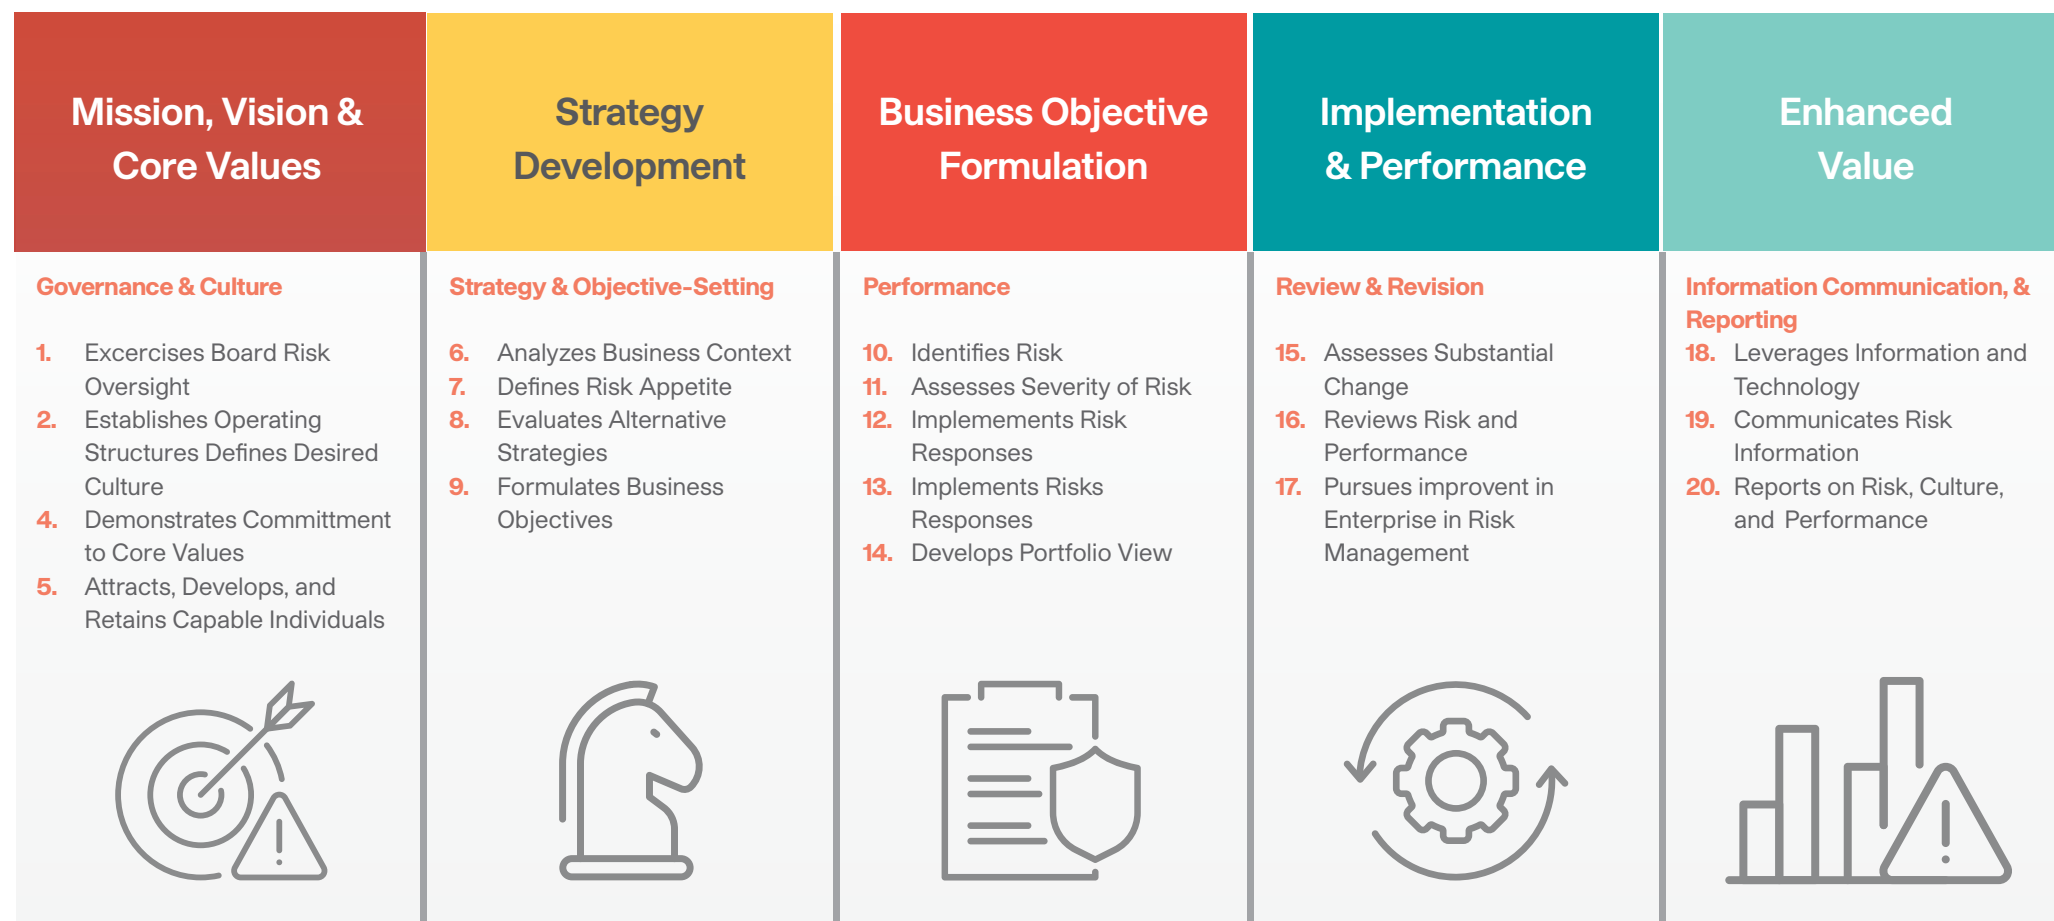 Mission, Vision &
Core Values
Governance & Culture
1. Excercises Board Risk
Oversight
2. Establishes Operating
Structures Defines Desired
Culture
4. Demonstrates Committment
to Core Values
5. Attracts, Develops, and
Retains Capable Individuals
Strategy
Development
Strategy & Objective-Setting
6. Analyzes Business Context
7. Defines Risk Appetite
8. Evaluates Alternative
Strategies
9. Formulates Business
Objectives
Business Objective
Formulation
Performance
10. Identifies Risk
11. Assesses Severity of Risk
12. Implemements Risk
Responses
13. Implements Risks
Responses
14. Develops Portfolio View
Implementation
& Performance
Review & Revision
15. Assesses Substantial
Change
16. Reviews Risk and
Performance
17. Pursues improvent in
Enterprise in Risk
Management
Enhanced
Value
Information Communication, &
Reporting
18. Leverages Information and
Technology
19. Communicates Risk
Information
20. Reports on Risk, Culture,
and Performance